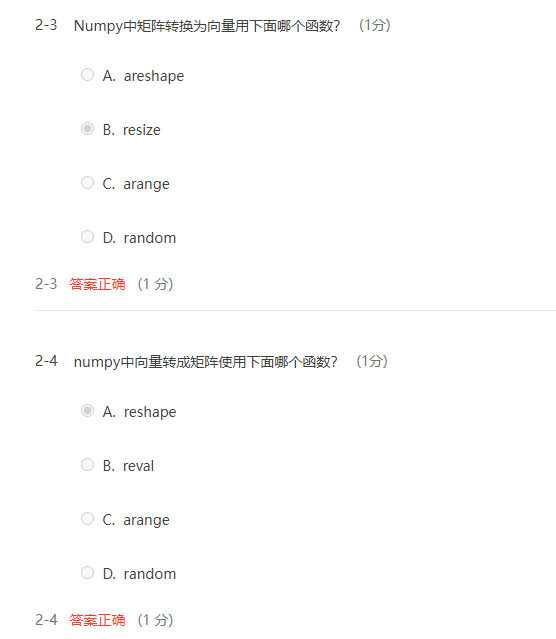 2-3 Numpy中矩阵转换为向量用下面哪个函数? (1分)
A. areshape
B. resize
C. arange
D. random
2-3 答案正确 (1 分)
2-4 numpy中向量转成矩阵使用下面哪个函数? (1分)
A. reshape
B. reval
C. arange
D. random
2-4 答案正确 (1 分)